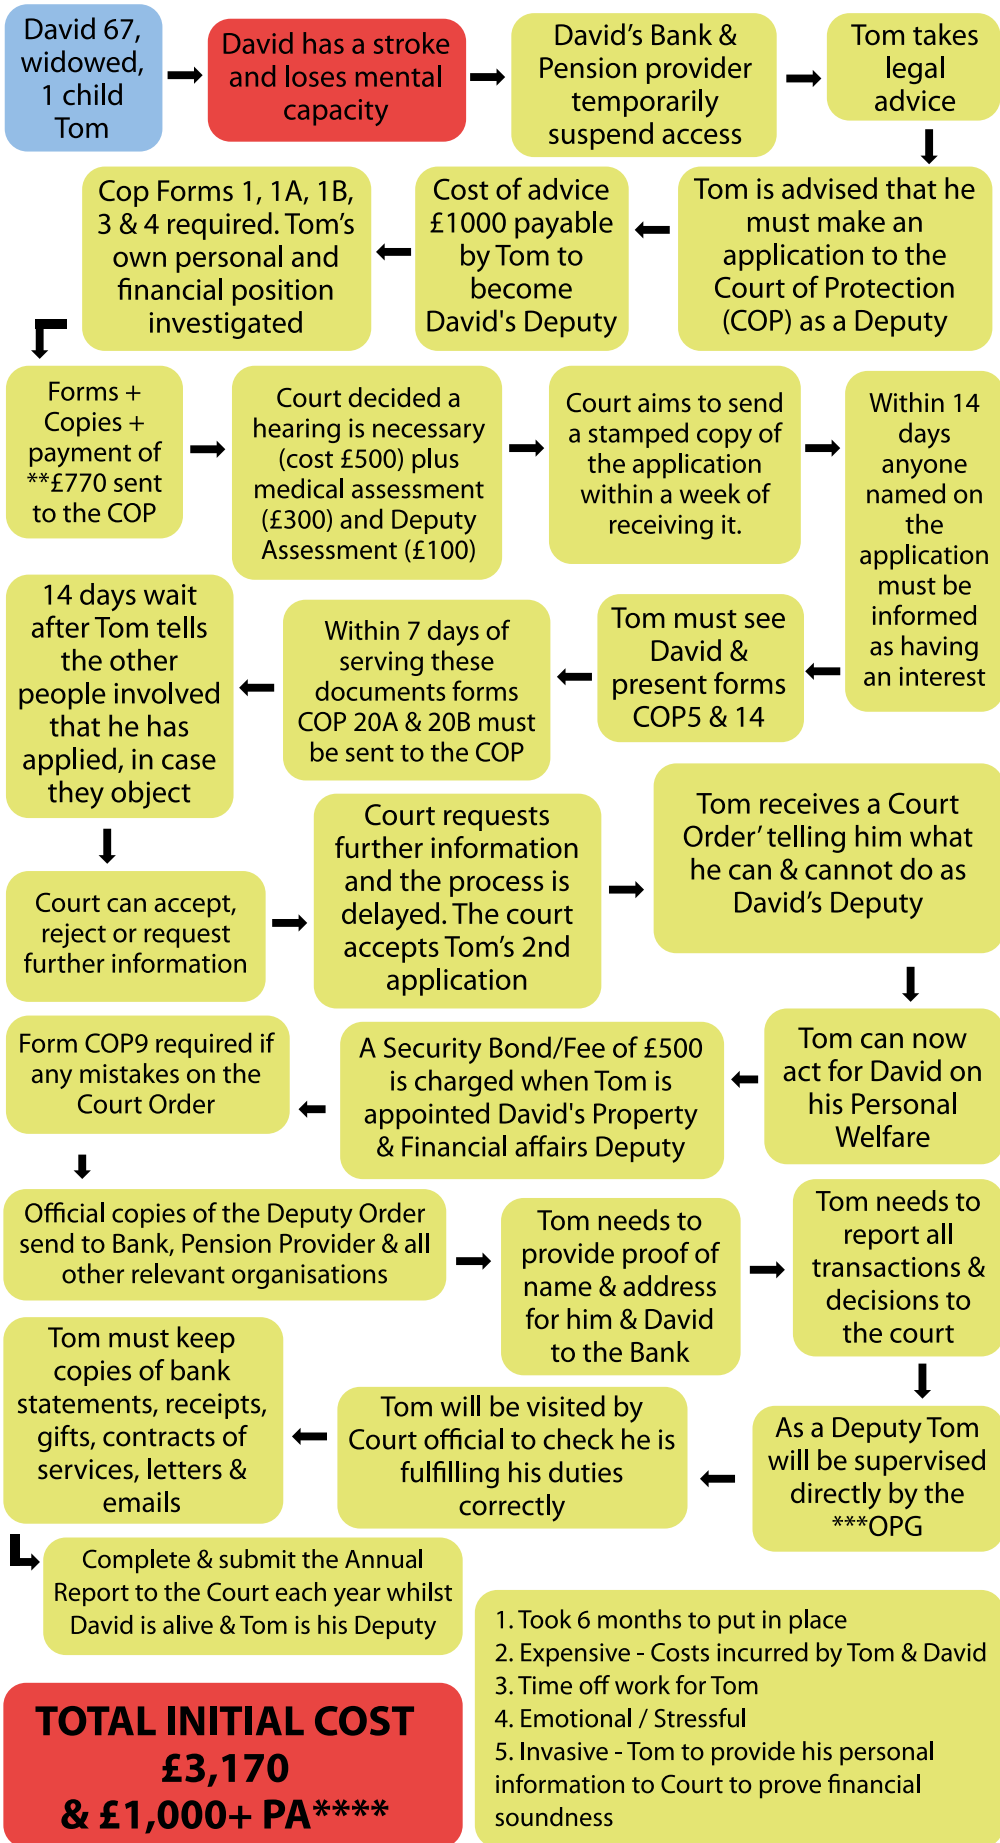 David 67,
widowed,
1 child
Tom
David has a stroke
and loses mental
capacity
David’s Bank &
Pension provider
temporarily
suspend access
Tom takes
legal
advice
Tom is advised that he
must make an
application to the
Court of Protection
(COP) as a Deputy
Cost of advice
£1000 payable
by Tom to
become
David's Deputy
Cop Forms 1, 1A, 1B,
3 & 4 required. Tom’s
own personal and
financial position
investigated
Forms +
Copies +
payment of
**£770 sent
to the COP
Court decided a
hearing is necessary
(cost £500) plus
medical assessment
(£300) and Deputy
Assessment (£100)
Court aims to send
a stamped copy of
the application
within a week of
receiving it.
Within 14
days
anyone
named on
the
application
must be
informed
as having
an interest
Tom must see
David &
present forms
COP5 & 14
Within 7 days of
serving these
documents forms
COP 20A & 20B must
be sent to the COP
14 days wait
after Tom tells
the other
people involved
that he has
applied, in case
they object
Court can accept,
reject or request
further information
Court requests
further information
and the process is
delayed. The court
accepts Tom’s 2nd
application
Tom receives a Court
Order’ telling him what
he can & cannot do as
David’s Deputy
Tom can now
act for David on
his Personal
Welfare
A Security Bond/Fee of £500
is charged when Tom is
appointed David's Property
& Financial affairs Deputy
Form COP9 required if
any mistakes on the
Court Order
Official copies of the Deputy Order
send to Bank, Pension Provider & all
other relevant organisations
Tom needs to
provide proof of
name & address
for him & David
to the Bank
Tom needs to
report all
transactions &
decisions to
the court
As a Deputy Tom
will be supervised
directly by the
***OPG
Tom will be visited by
Court official to check he is
fulfilling his duties
correctly
Tom must keep
copies of bank
statements, receipts,
gifts, contracts of
services, letters &
emails
Complete & submit the Annual
Report to the Court each year whilst
David is alive & Tom is his Deputy
TOTAL INITIAL COST
£3,170
& £1,000+ PA****
1. Took 6 months to put in place
2. Expensive - Costs incurred by Tom & David
3. Time off work for Tom
4. Emotional / Stressful
5. Invasive - Tom to provide his personal
information to Court to prove financial
soundness